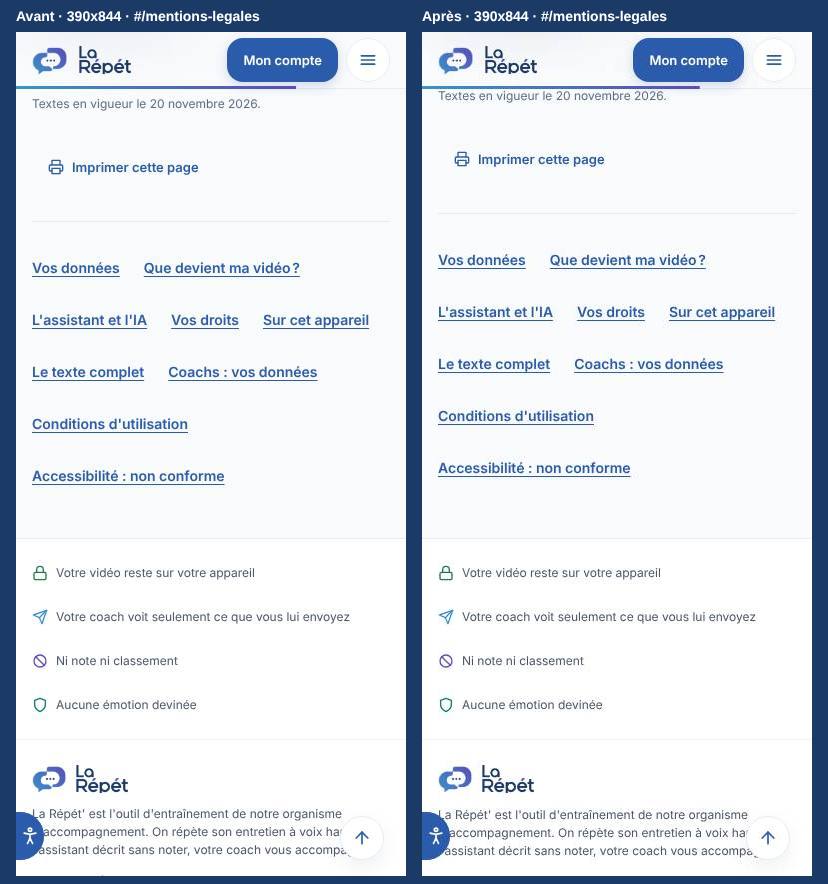 Avant · 390x844 · #/mentions-legales
La
Répét
Mon compte
Textes en vigueur le 20 novembre 2026.
Imprimer cette page
Vos données
Que devient ma vidéo ?
L'assistant et l'IA
Vos droits
Sur cet appareil
Le texte complet
Coachs : vos données
Conditions d'utilisation
Accessibilité : non conforme
Votre vidéo reste sur votre appareil
Votre coach voit seulement ce que vous lui envoyez
Ni note ni classement
Aucune émotion devinée
La
Répét
La Répét' est l'outil d'entraînement de notre organisme
accompagnement. On répète son entretien à voix
assistant décrit sans noter, votre coach vous
Après · 390x844 · #/mentions-legales
La
Répét
Mon compte
Textes en vigueur le 20 novembre 2026.
Imprimer cette page
Vos données
Que devient ma vidéo ?
L'assistant et l'IA
Vos droits
Sur cet appareil
Le texte complet
Coachs : vos données
Conditions d'utilisation
Accessibilité : non conforme
Votre vidéo reste sur votre appareil
Votre coach voit seulement ce que vous lui envoyez
Ni note ni classement
Aucune émotion devinée
La
Répét
La Répét' est l'outil d'entraînement de notre organisme
accompagnement. On répète son entretien à voix
assistant décrit sans noter, votre coach vous